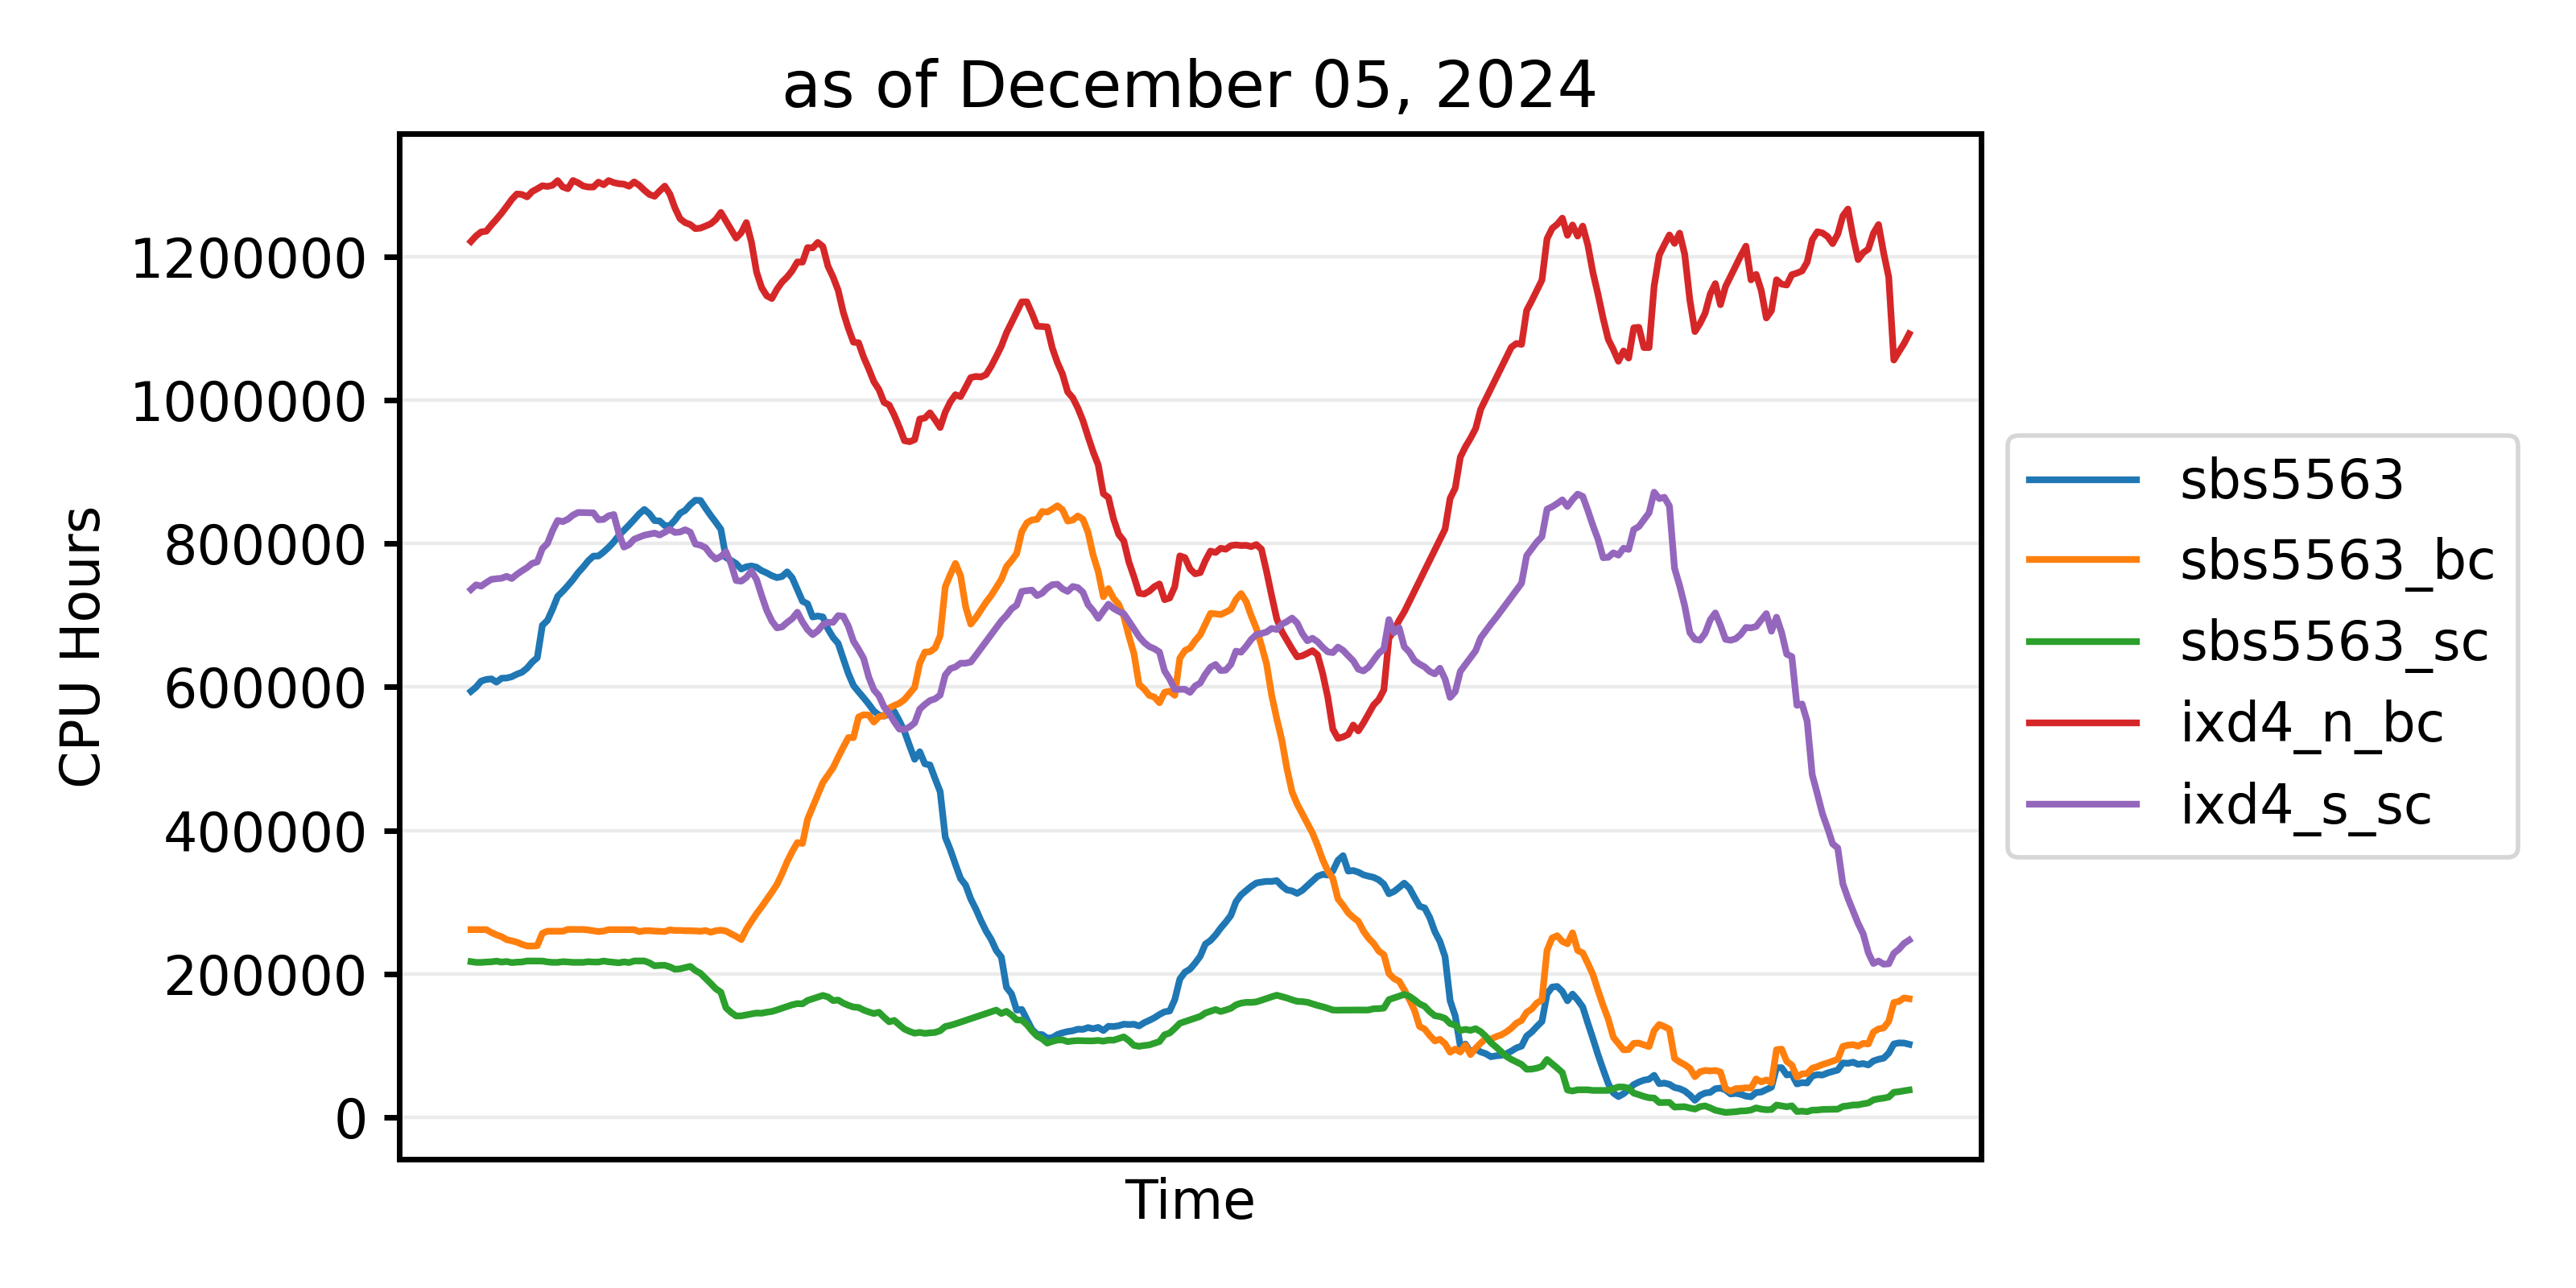 as of December 05, 2024
1200000
1000000
800000
600000
400000
200000
0
CPU Hours
Time
sbs5563
sbs5563_bc
sbs5563_sc
ixd4_n_bc
ixd4_s_sc